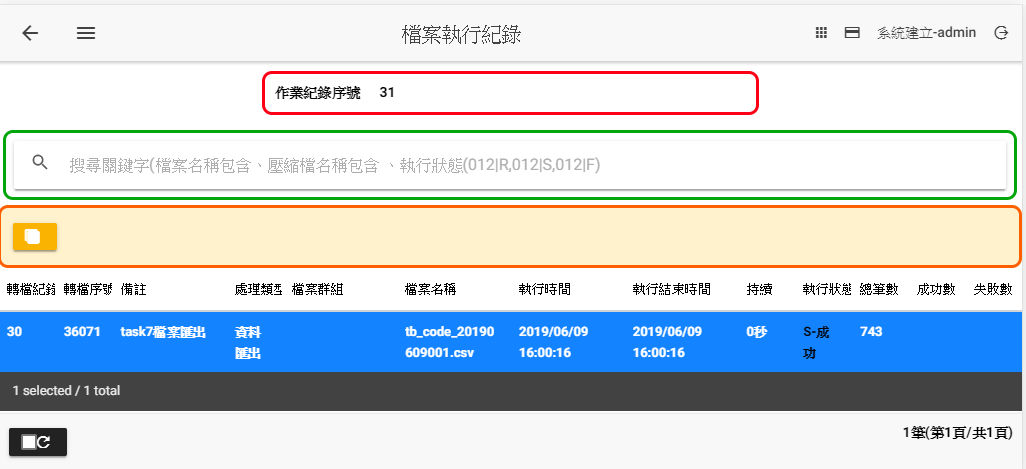 檔案執行紀錄
系統建立-admin
作業紀錄序號 31
搜尋關鍵字(檔案名稱包含、壓縮檔名稱包含 、執行狀態(012|R,012|S,012|F)
轉檔紀錄 轉檔序號 備註 處理類型 檔案群組 檔案名稱 執行時間 執行結束時間 持續 執行狀態 總筆數 成功數 失敗數
30 36071 task7檔案匯出 資料 tb_code_20190 2019/06/09 2019/06/09 0秒 S-成 743
匯出 609001.csv 16:00:16 16:00:16 功
1 selected / 1 total
1筆(第1頁/共1頁)